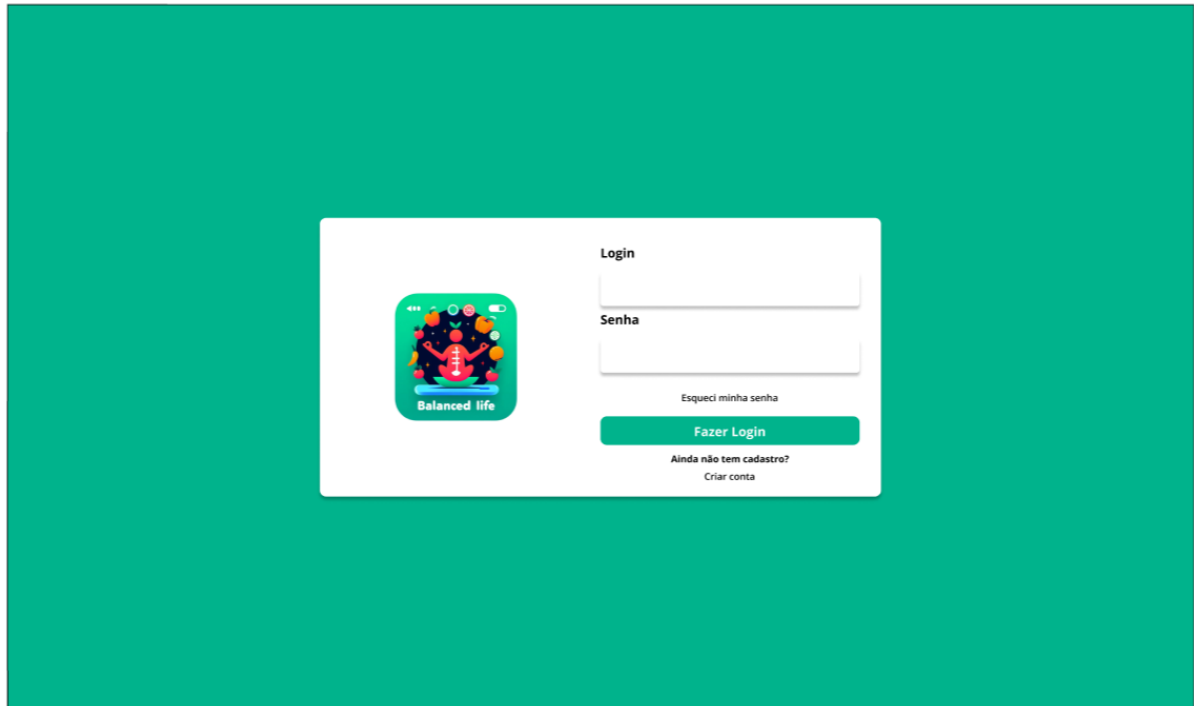 Login
Senha
Balanced life
Esqueci minha senha
Fazer Login
Ainda não tem cadastro?
Criar conta